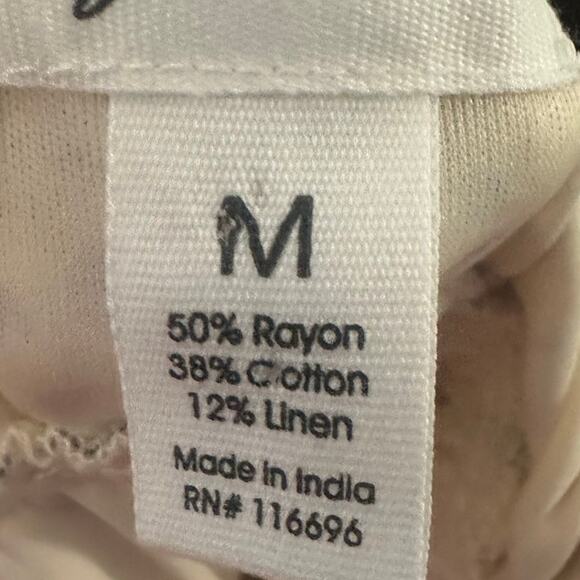 M
50% Rayon
38% Cotton
12% Linen
Made in India
RN# 116696